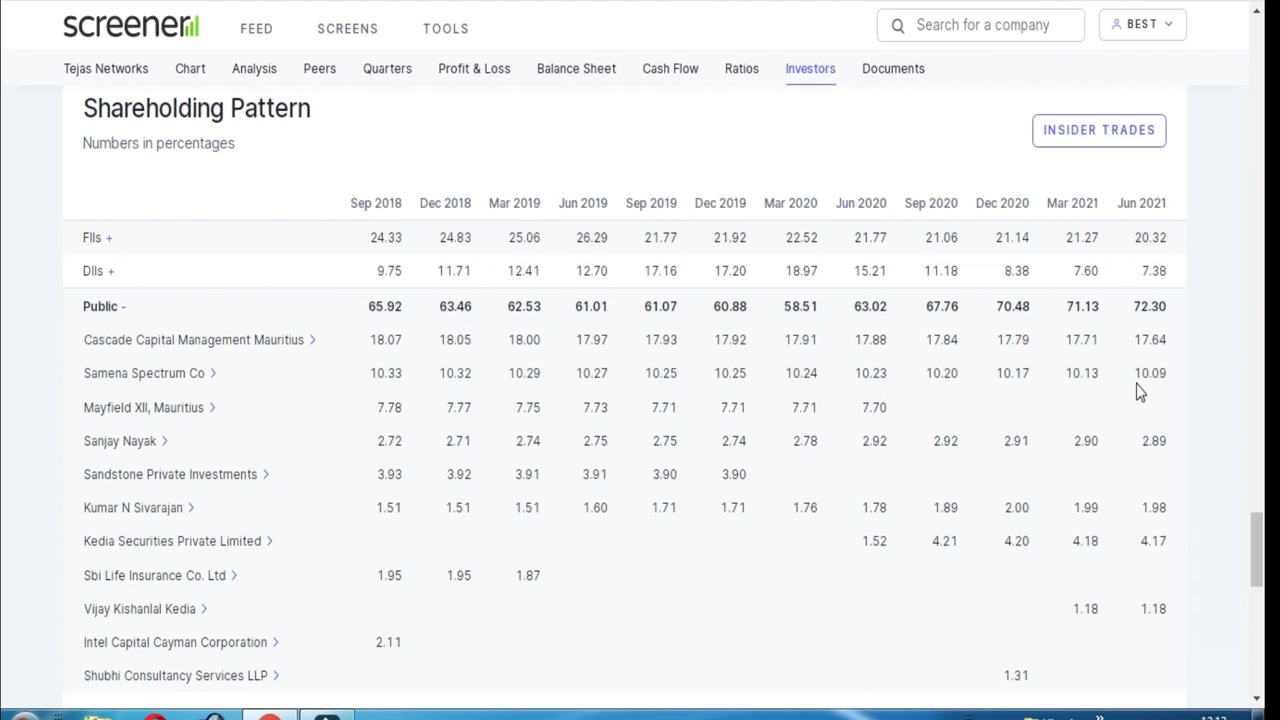 screener FEED SCREENS TOOLS Search for a company BEST
Tejas Networks Chart Analysis Peers Quarters Profit & Loss Balance Sheet Cash Flow Ratios Investors Documents
Shareholding Pattern
Numbers in percentages
INSIDER TRADES
Sep 2018 Dec 2018 Mar 2019 Jun 2019 Sep 2019 Dec 2019 Mar 2020 Jun 2020 Sep 2020 Dec 2020 Mar 2021 Jun 2021
FIIs + 24.33 24.83 25.06 26.29 21.77 21.92 22.52 21.77 21.06 21.14 21.27 20.32
DIIs + 9.75 11.71 12.41 12.70 17.16 17.20 18.97 15.21 11.18 8.38 7.60 7.38
Public - 65.92 63.46 62.53 61.01 61.07 60.88 58.51 63.02 67.76 70.48 71.13 72.30
Cascade Capital Management Mauritius 18.07 18.05 18.00 17.97 17.93 17.92 17.91 17.88 17.84 17.79 17.71 17.64
Samena Spectrum Co 10.33 10.32 10.29 10.27 10.25 10.25 10.24 10.23 10.20 10.17 10.13 10.09
Mayfield XII, Mauritius 7.78 7.77 7.75 7.73 7.71 7.71 7.71 7.70
Sanjay Nayak 2.72 2.71 2.74 2.75 2.75 2.74 2.78 2.92 2.92 2.91 2.90 2.89
Sandstone Private Investments 3.93 3.92 3.91 3.91 3.90 3.90
Kumar N Sivarajan 1.51 1.51 1.51 1.60 1.71 1.71 1.76 1.78 1.89 2.00 1.99 1.98
Kedia Securities Private Limited 1.52 4.21 4.20 4.18 4.17
Sbi Life Insurance Co. Ltd 1.95 1.95 1.87
Vijay Kishanlal Kedia 1.18 1.18
Intel Capital Cayman Corporation 2.11
Shubhi Consultancy Services LLP 1.31